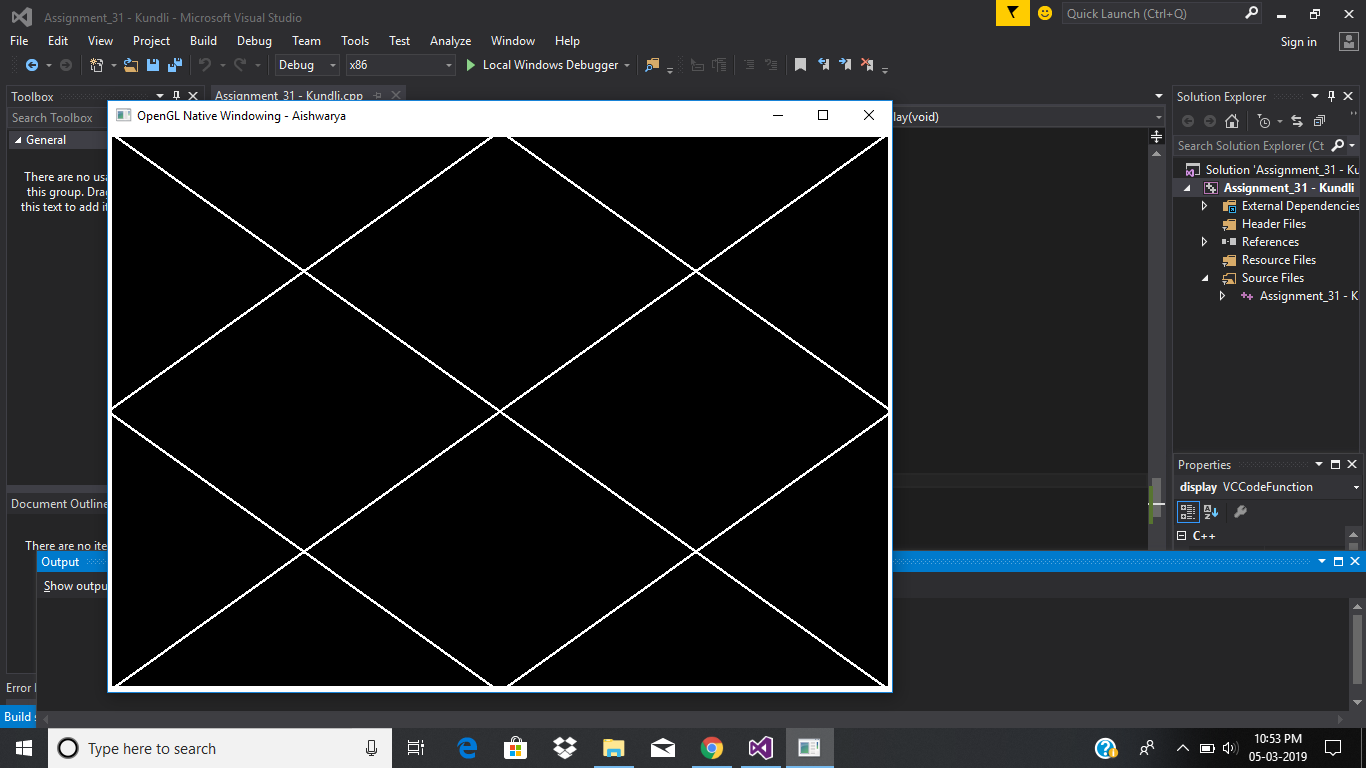 Assignment_31 - Kundli - Microsoft Visual Studio
Quick Launch (Ctrl+Q)
File Edit View Project Build Debug Team Tools Test Analyze Window Help
Sign in
Debug x86 Local Windows Debugger
Toolbox
Assignment_31 - Kundli.cpp
Search Toolbox
General
There are no usa
this group. Drag
this text to add it
OpenGL Native Windowing - Aishwarya
lay(void)
Solution Explorer
Search Solution Explorer (Ct
Solution 'Assignment_31 - Ku
Assignment_31 - Kundli
External Dependencies
Header Files
References
Resource Files
Source Files
Assignment_31 - K
Properties
display VCCodeFunction
C++
Document Outline
There are no ite
Output
Show outpu
Error
Build s
Type here to search
10:53 PM
05-03-2019